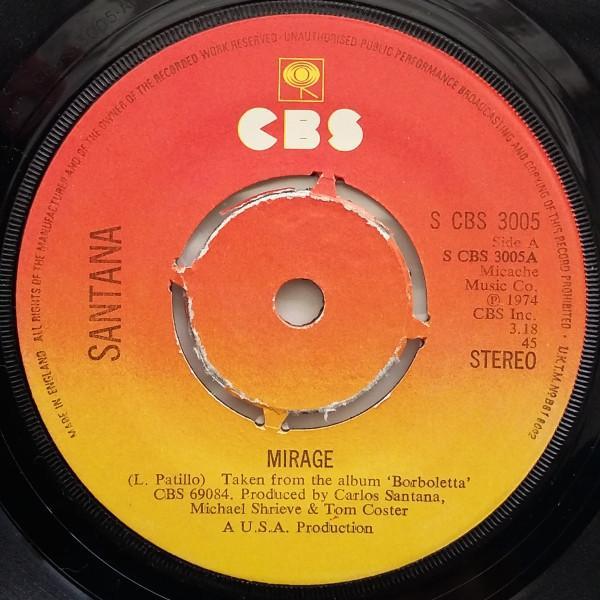 ALL RIGHTS OF THE MANUFACTURER AND OF THE OWNER OF THE RECORDED WORK RESERVED · UNAUTHORISED PUBLIC PERFORMANCE BROADCASTING AND COPYING OF THIS RECORD PROHIBITED ·
MADE IN ENGLAND
CBS
SANTANA
S CBS 3005
Side A
S CBS 3005A
Micache
Music Co.
℗ 1974
CBS Inc.
3.18
45
STEREO
MIRAGE
(L. Patillo) Taken from the album 'Borboletta'
CBS 69084. Produced by Carlos Santana,
Michael Shrieve & Tom Coster
A U.S.A. Production